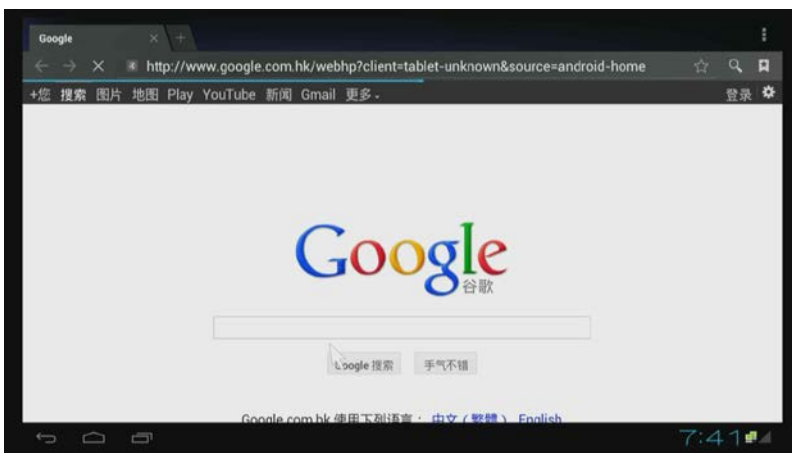 Google
http://www.google.com.hk/webhp?client=tablet-unknown&source=android-home
+您 搜索 图片 地图 Play YouTube 新闻 Gmail 更多
登录
Google
谷歌
Google 搜索 手气不错
Google.com.hk 使用下列语言： 中文（繁體） English
7:41